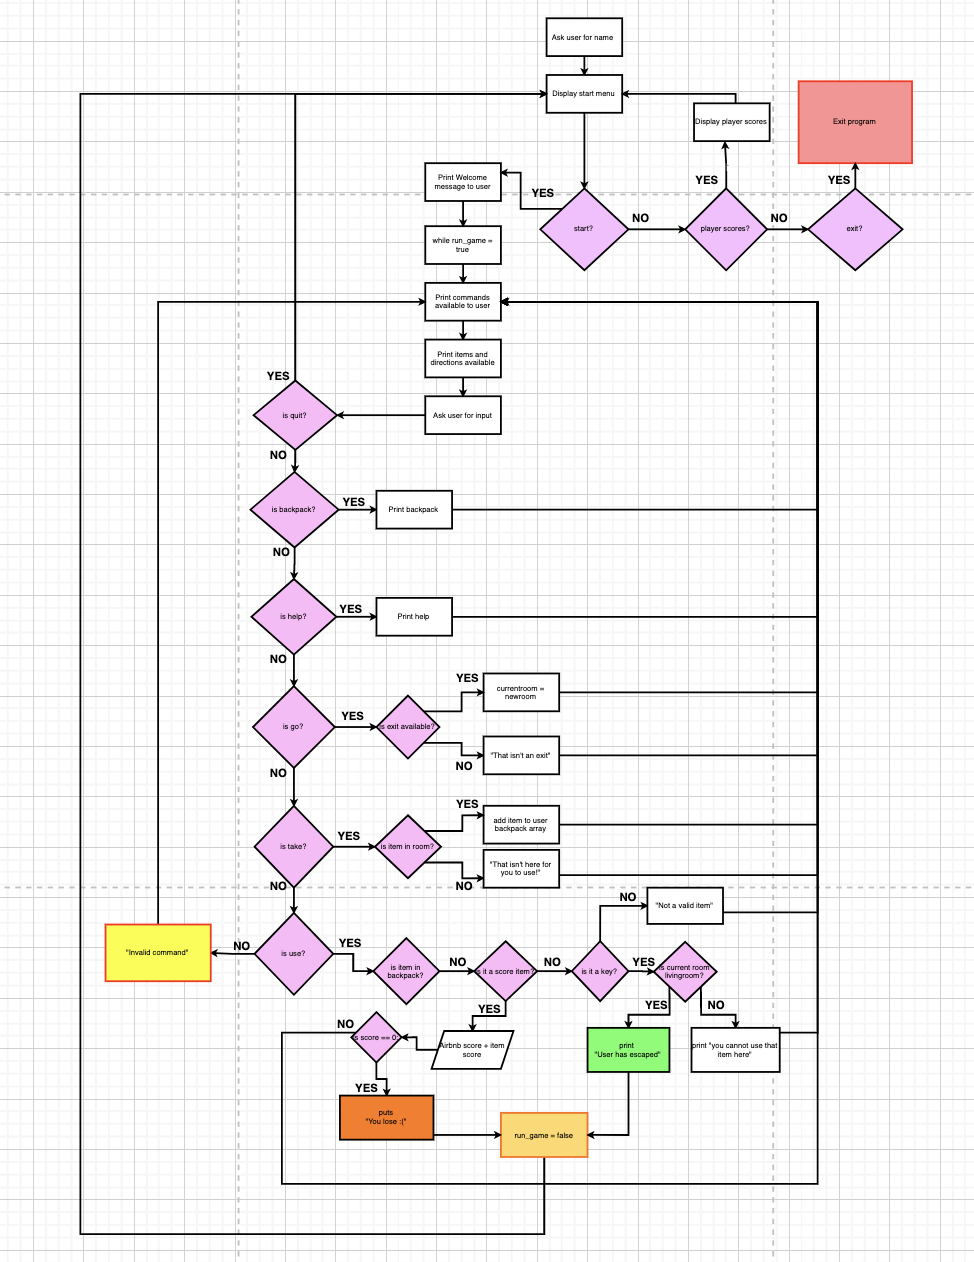 Ask user for name
Display start menu
Display player scores
Exit program
Print Welcome
message to user
YES
YES
YES
start?
NO
player scores?
NO
exit?
while run_game =
true
Print commands
available to user
Print items and
directions available
YES
is quit?
Ask user for input
NO
is backpack?
YES
Print backpack
NO
is help?
YES
Print help
NO
is go?
YES
is exit available?
YES
currentroom =
newroom
NO
"That isn't an exit"
NO
is take?
YES
is item in room?
YES
add item to user
backpack array
NO
"That isn't here for
you to use!"
NO
"Invalid command"
NO
is use?
YES
is item in
backpack?
NO
is it a score item?
NO
is it a key?
NO
"Not a valid item"
YES
is current room
livingroom?
YES
NO
YES
Airbnb score + item
score
NO
is score == 0?
print
"User has escaped"
print "you cannot use that
item here"
YES
puts
"You lose :("
run_game = false